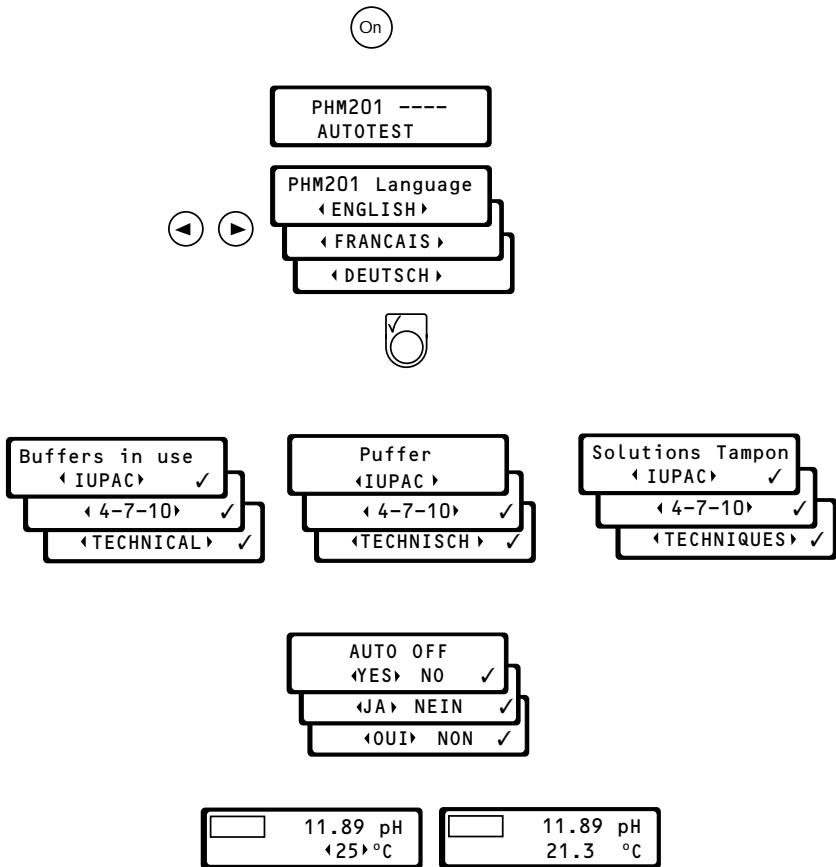 On
PHM201 ----
AUTOTEST
PHM201 Language
ENGLISH
FRANCAIS
DEUTSCH
Buffers in use
IUPAC ✓
4-7-10 ✓
TECHNICAL ✓
Puffer
IUPAC
4-7-10 ✓
TECHNISCH ✓
Solutions Tampon
IUPAC ✓
4-7-10 ✓
TECHNIQUES ✓
AUTO OFF
YES NO ✓
JA NEIN ✓
OUI NON ✓
11.89 pH
25 °C
11.89 pH
21.3 °C